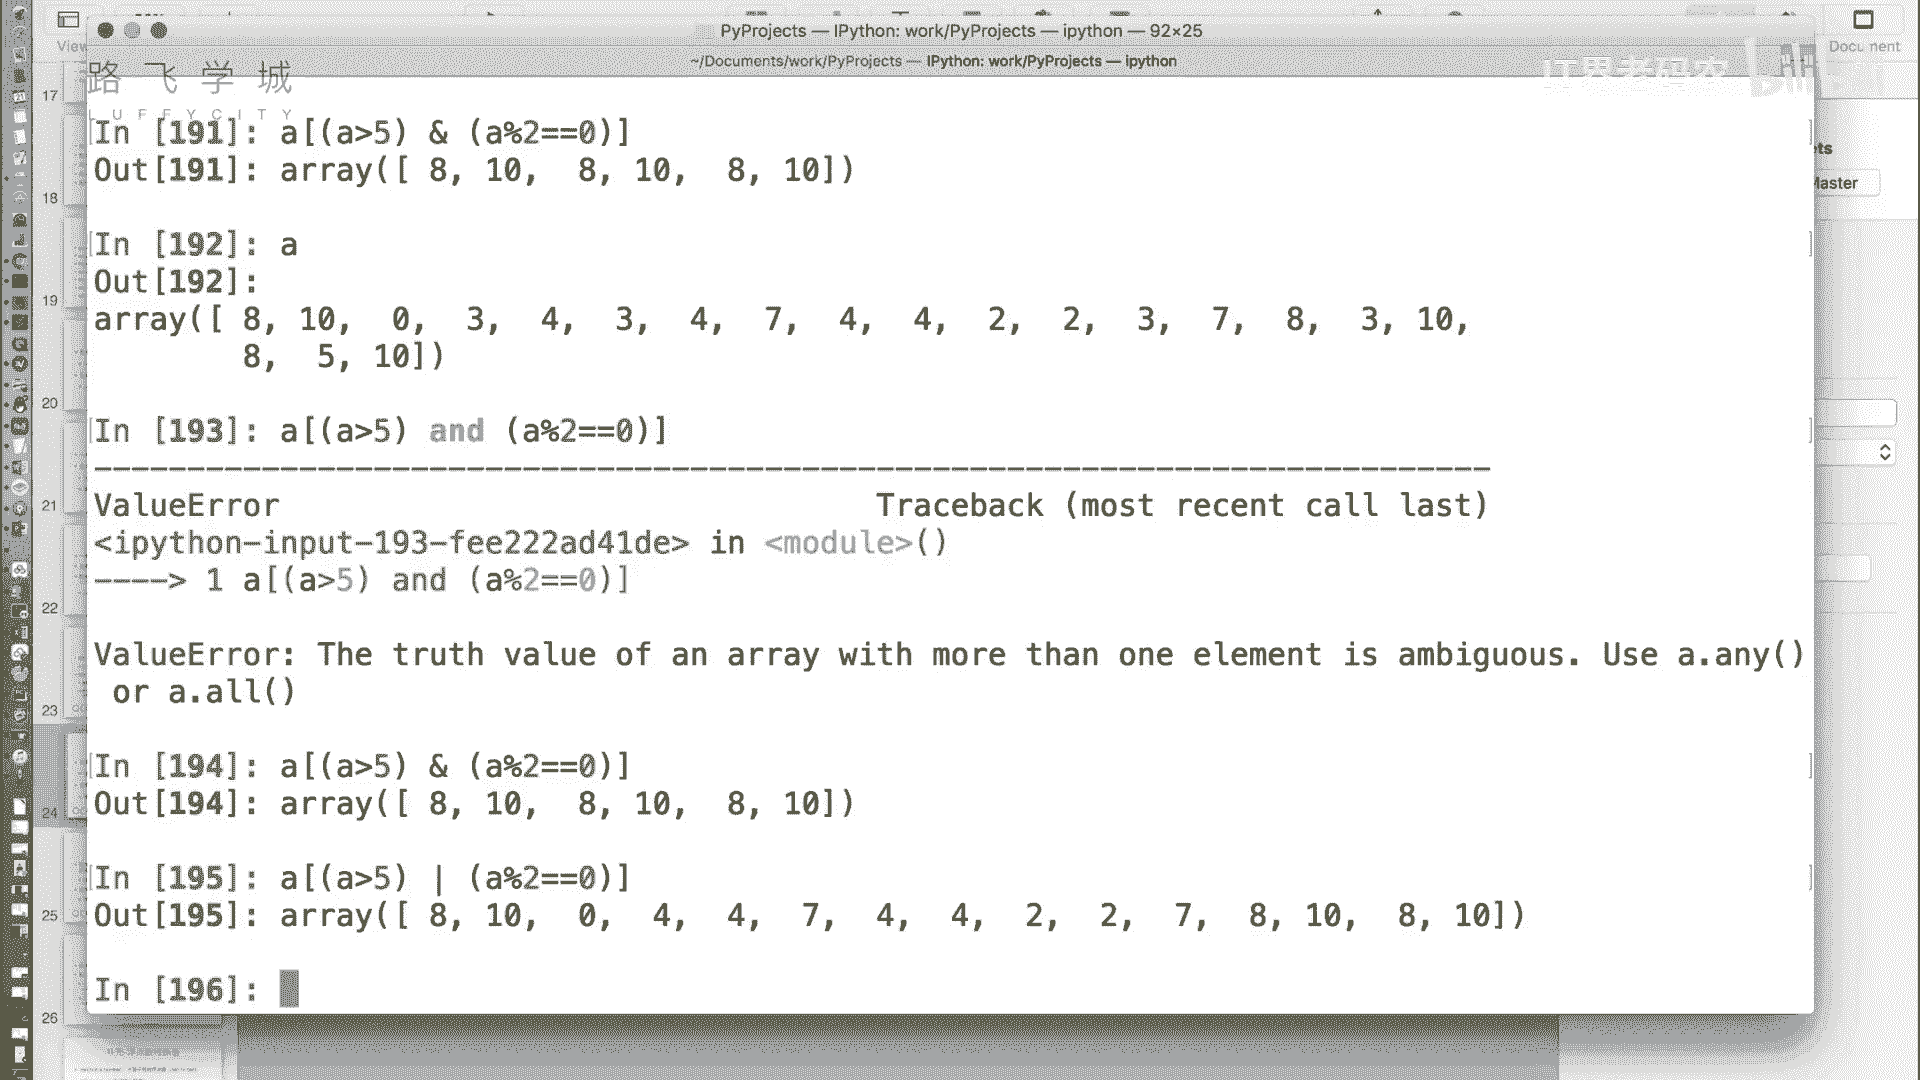 PyProjects — IPython: work/PyProjects — ipython — 92×25
View
~/Documents/work/PyProjects — IPython: work/PyProjects — ipython
路飞学城
LUFFYCITY
IT界老码农
In [191]: a[(a>5) & (a%2==0)]
Out[191]: array([ 8, 10,  8, 10,  8, 10])
In [192]: a
Out[192]:
array([ 8, 10,  0,  3,  4,  3,  4,  7,  4,  4,  2,  2,  3,  7,  8,  3, 10,
        8,  5, 10])
In [193]: a[(a>5) and (a%2==0)]
---------------------------------------------------------------------------
ValueError                                Traceback (most recent call last)
<ipython-input-193-fee222ad41de> in <module>()
----> 1 a[(a>5) and (a%2==0)]
ValueError: The truth value of an array with more than one element is ambiguous. Use a.any()
 or a.all()
In [194]: a[(a>5) & (a%2==0)]
Out[194]: array([ 8, 10,  8, 10,  8, 10])
In [195]: a[(a>5) | (a%2==0)]
Out[195]: array([ 8, 10,  0,  4,  4,  7,  4,  4,  2,  2,  7,  8, 10,  8, 10])
In [196]:
17
18
19
20
21
22
23
24
25
26